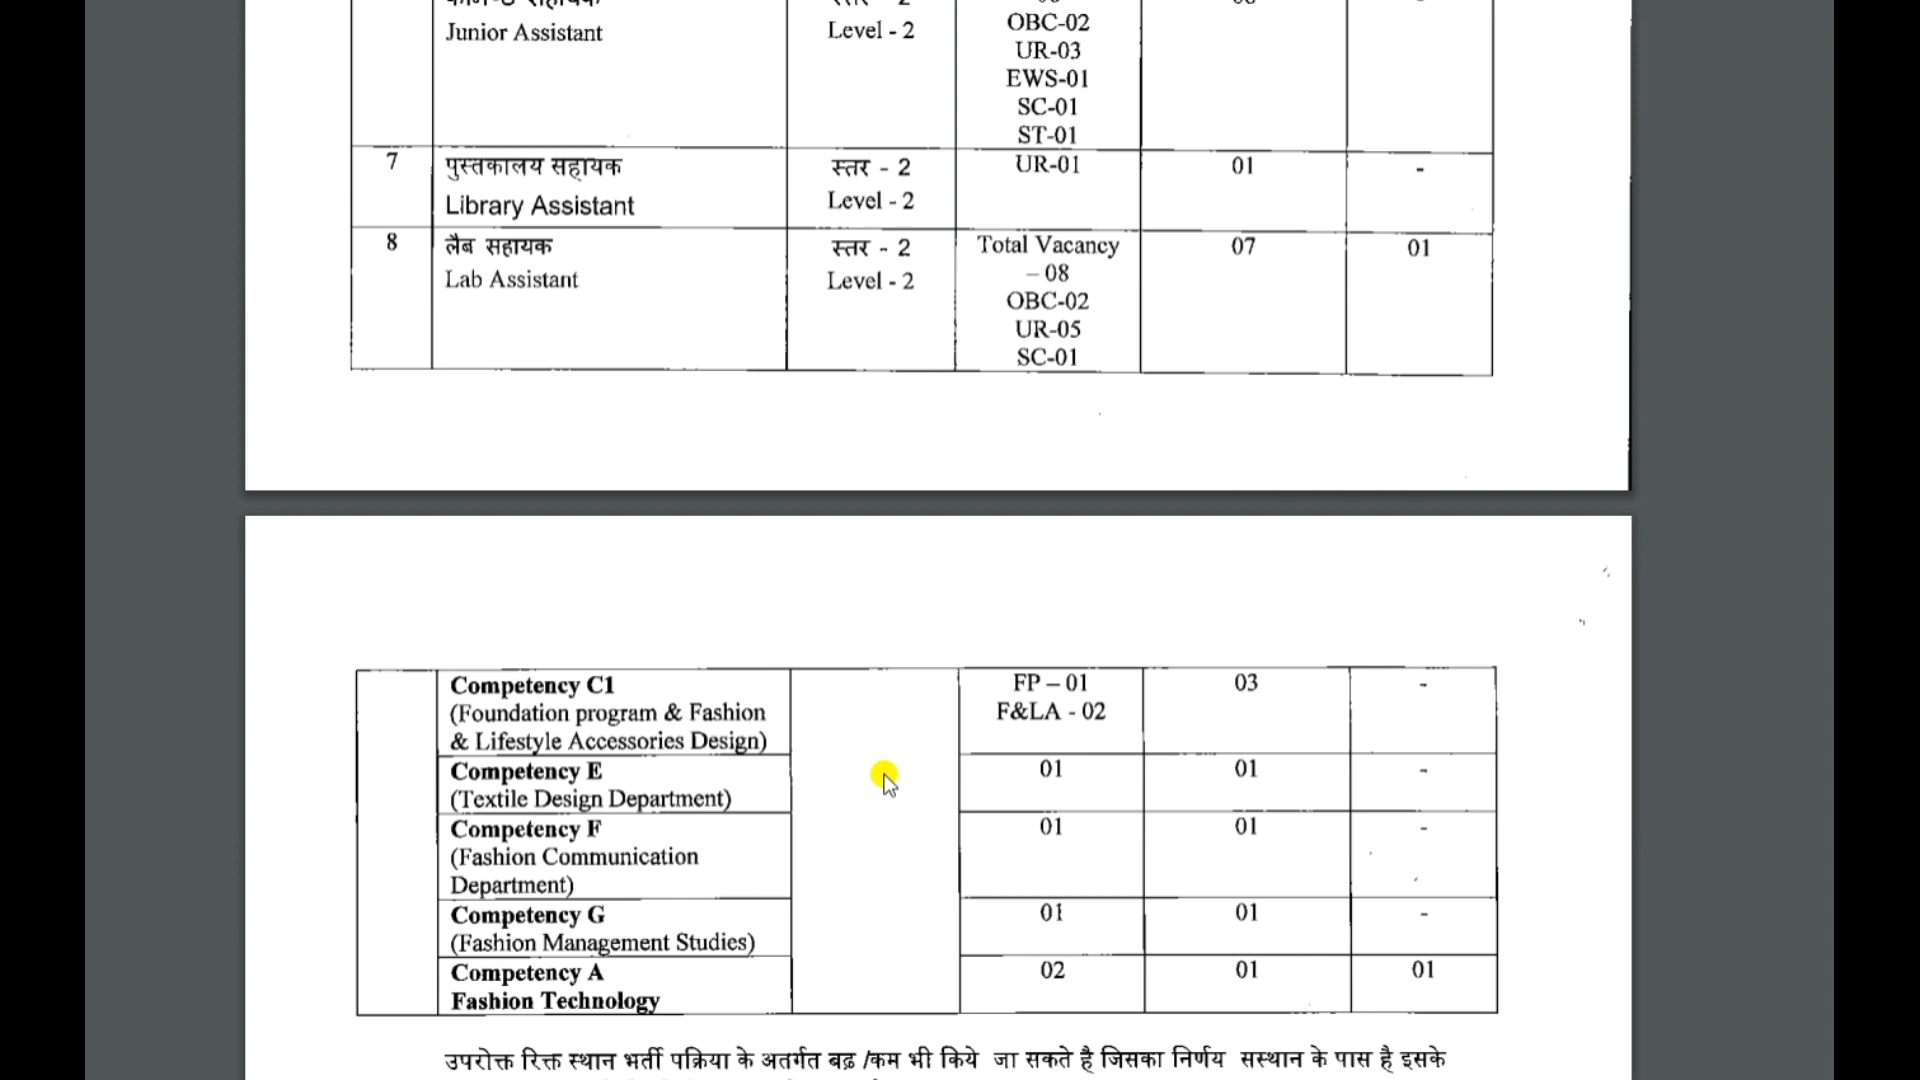 Junior Assistant
Level - 2
OBC-02
UR-03
EWS-01
SC-01
ST-01
7
पुस्तकालय सहायक
Library Assistant
स्तर - 2
Level - 2
UR-01
01
-
8
लैब सहायक
Lab Assistant
स्तर - 2
Level - 2
Total Vacancy
– 08
OBC-02
UR-05
SC-01
07
01
Competency C1
(Foundation program & Fashion
& Lifestyle Accessories Design)
FP – 01
F&LA - 02
03
-
Competency E
(Textile Design Department)
01
01
-
Competency F
(Fashion Communication
Department)
01
01
-
Competency G
(Fashion Management Studies)
01
01
-
Competency A
Fashion Technology
02
01
01
उपरोक्त रिक्त स्थान भर्ती पक्रिया के अतर्गत बढ़ /कम भी किये जा सकते है जिसका निर्णय सस्थान के पास है इसके